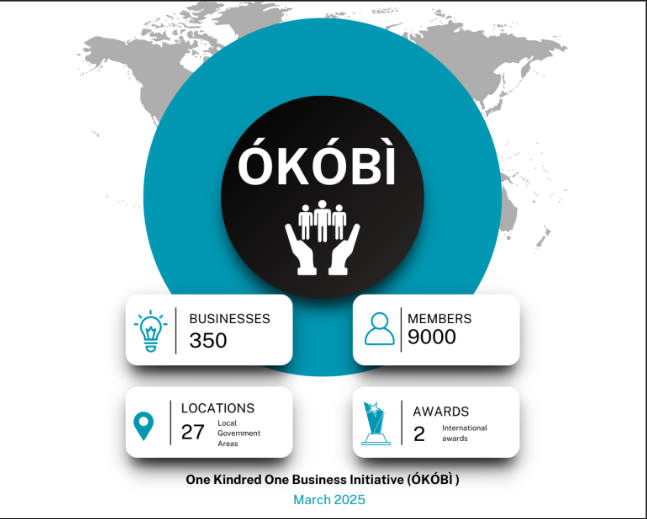 ÓKÓBÌ
BUSINESSES
350
MEMBERS
9000
LOCATIONS
27
Local
Government
Areas
AWARDS
2
International
awards
One Kindred One Business Initiative (ÓKÓBÌ )
March 2025